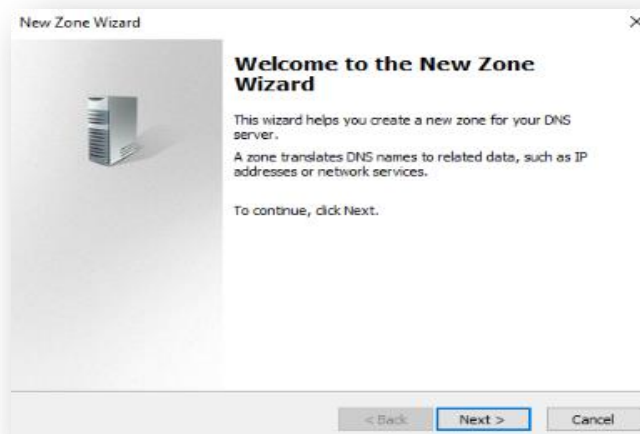 New Zone Wizard
Welcome to the New Zone
Wizard
This wizard helps you create a new zone for your DNS
server.
A zone translates DNS names to related data, such as IP
addresses or network services.
To continue, click Next.
< Back Next > Cancel